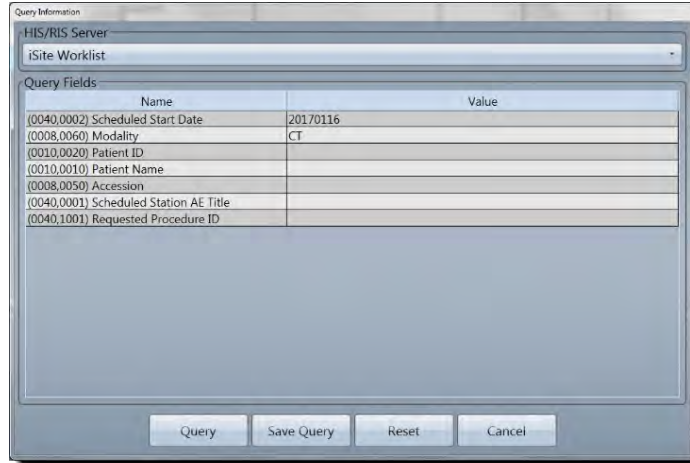 Query Information
HIS/RIS Server
iSite Worklist
Query Fields
Name Value
(0040,0002) Scheduled Start Date 20170116
(0008,0060) Modality CT
(0010,0020) Patient ID
(0010,0010) Patient Name
(0008,0050) Accession
(0040,0001) Scheduled Station AE Title
(0040,1001) Requested Procedure ID
Query Save Query Reset Cancel